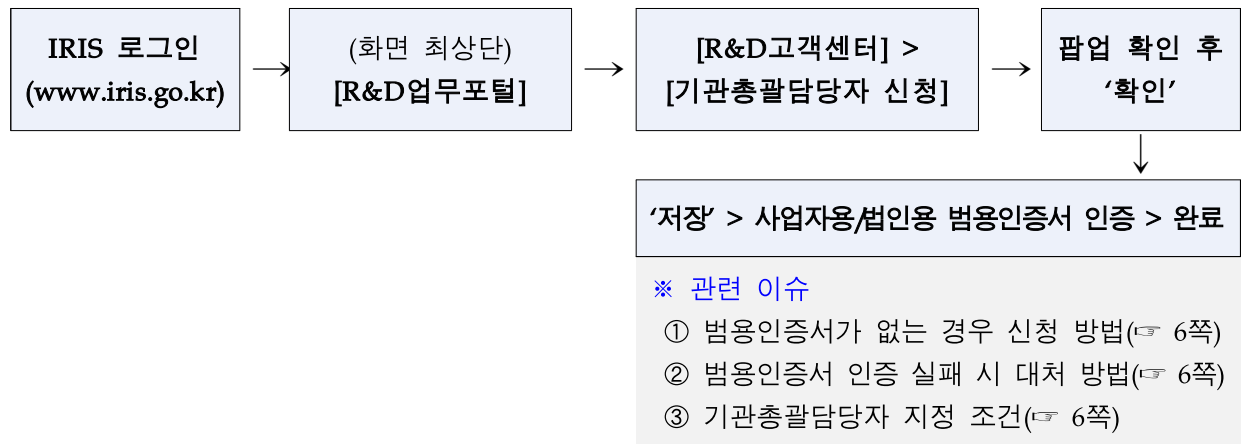 IRIS 로그인
(www.iris.go.kr)
(화면 최상단)
[R&D업무포털]
[R&D고객센터] >
[기관총괄담당자 신청]
팝업 확인 후
‘확인’
‘저장’ > 사업자용/법인용 범용인증서 인증 > 완료
※ 관련 이슈
① 범용인증서가 없는 경우 신청 방법(☞ 6쪽)
② 범용인증서 인증 실패 시 대처 방법(☞ 6쪽)
③ 기관총괄담당자 지정 조건(☞ 6쪽)